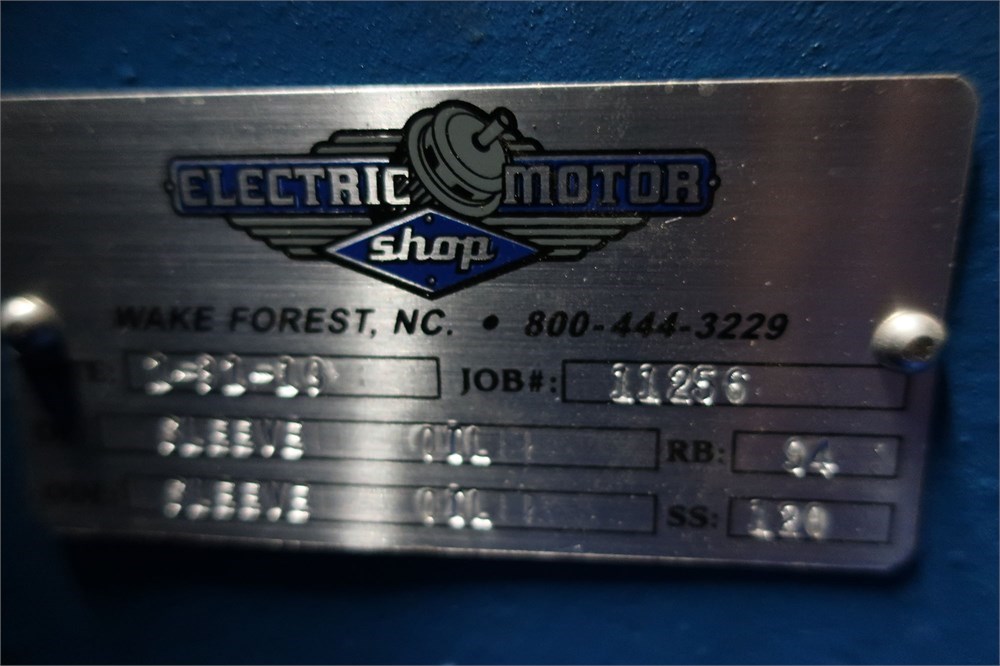 ELECTRIC MOTOR
shop
WAKE FOREST, NC. • 800-444-3229
JOB#: 11256
SLEEVE OIL RB: 94
SLEEVE OIL SS: 120